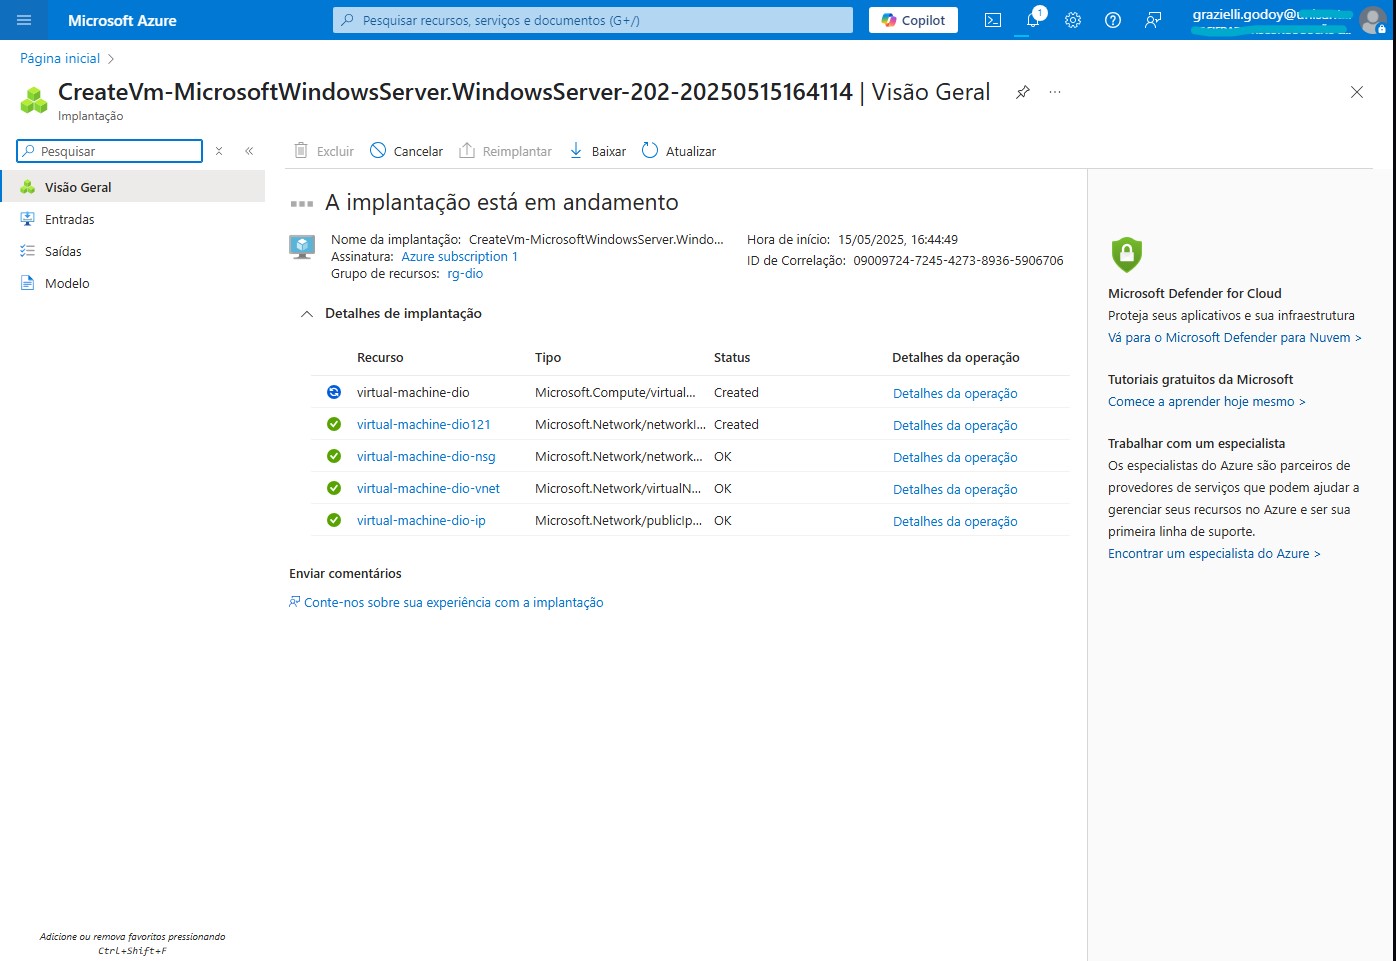 Microsoft Azure
Pesquisar recursos, serviços e documentos (G+/)
Copilot
1
grazielli.godoy@
Página inicial
CreateVm-MicrosoftWindowsServer.WindowsServer-202-20250515164114 | Visão Geral
Implantação
Pesquisar
Excluir
Cancelar
Reimplantar
Baixar
Atualizar
Visão Geral
Entradas
Saídas
Modelo
A implantação está em andamento
Nome da implantação: CreateVm-MicrosoftWindowsServer.Windo...
Assinatura: Azure subscription 1
Grupo de recursos: rg-dio
Hora de início: 15/05/2025, 16:44:49
ID de Correlação: 09009724-7245-4273-8936-5906706
Detalhes de implantação
Recurso Tipo Status Detalhes da operação
virtual-machine-dio Microsoft.Compute/virtual... Created Detalhes da operação
virtual-machine-dio121 Microsoft.Network/networkI... Created Detalhes da operação
virtual-machine-dio-nsg Microsoft.Network/network... OK Detalhes da operação
virtual-machine-dio-vnet Microsoft.Network/virtualN... OK Detalhes da operação
virtual-machine-dio-ip Microsoft.Network/publicIp... OK Detalhes da operação
Enviar comentários
Conte-nos sobre sua experiência com a implantação
Microsoft Defender for Cloud
Proteja seus aplicativos e sua infraestrutura
Vá para o Microsoft Defender para Nuvem >
Tutoriais gratuitos da Microsoft
Comece a aprender hoje mesmo >
Trabalhar com um especialista
Os especialistas do Azure são parceiros de
provedores de serviços que podem ajudar a
gerenciar seus recursos no Azure e ser sua
primeira linha de suporte.
Encontrar um especialista do Azure >
Adicione ou remova favoritos pressionando
Ctrl+Shift+F